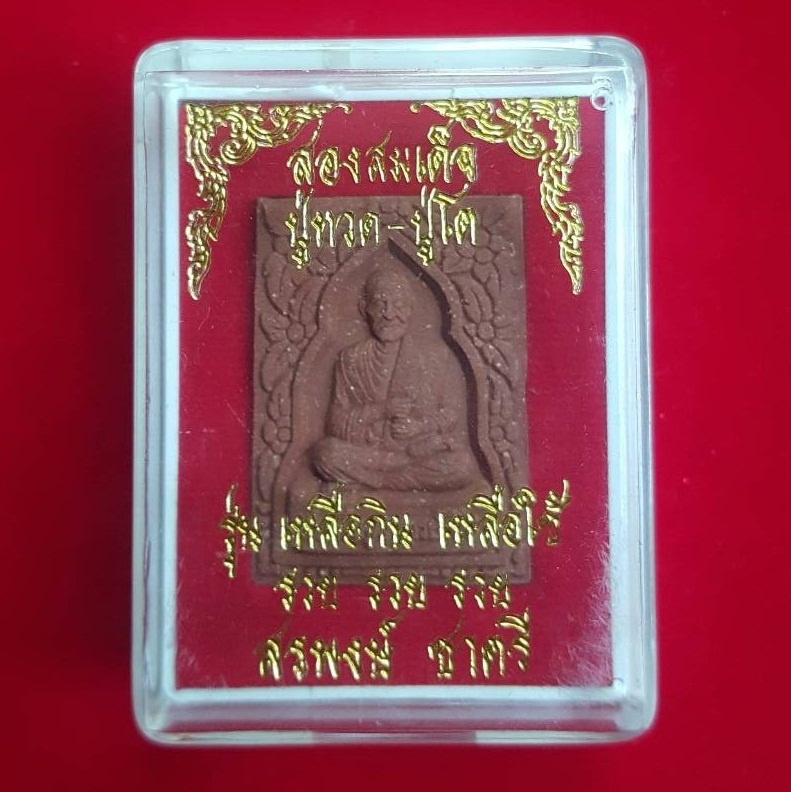 สองสมเด็จ
ปู่ทวด-ปู่โต
รุ่น เหลือกิน เหลือใช้
รวย รวย รวย
สรพงษ์ ชาตรี